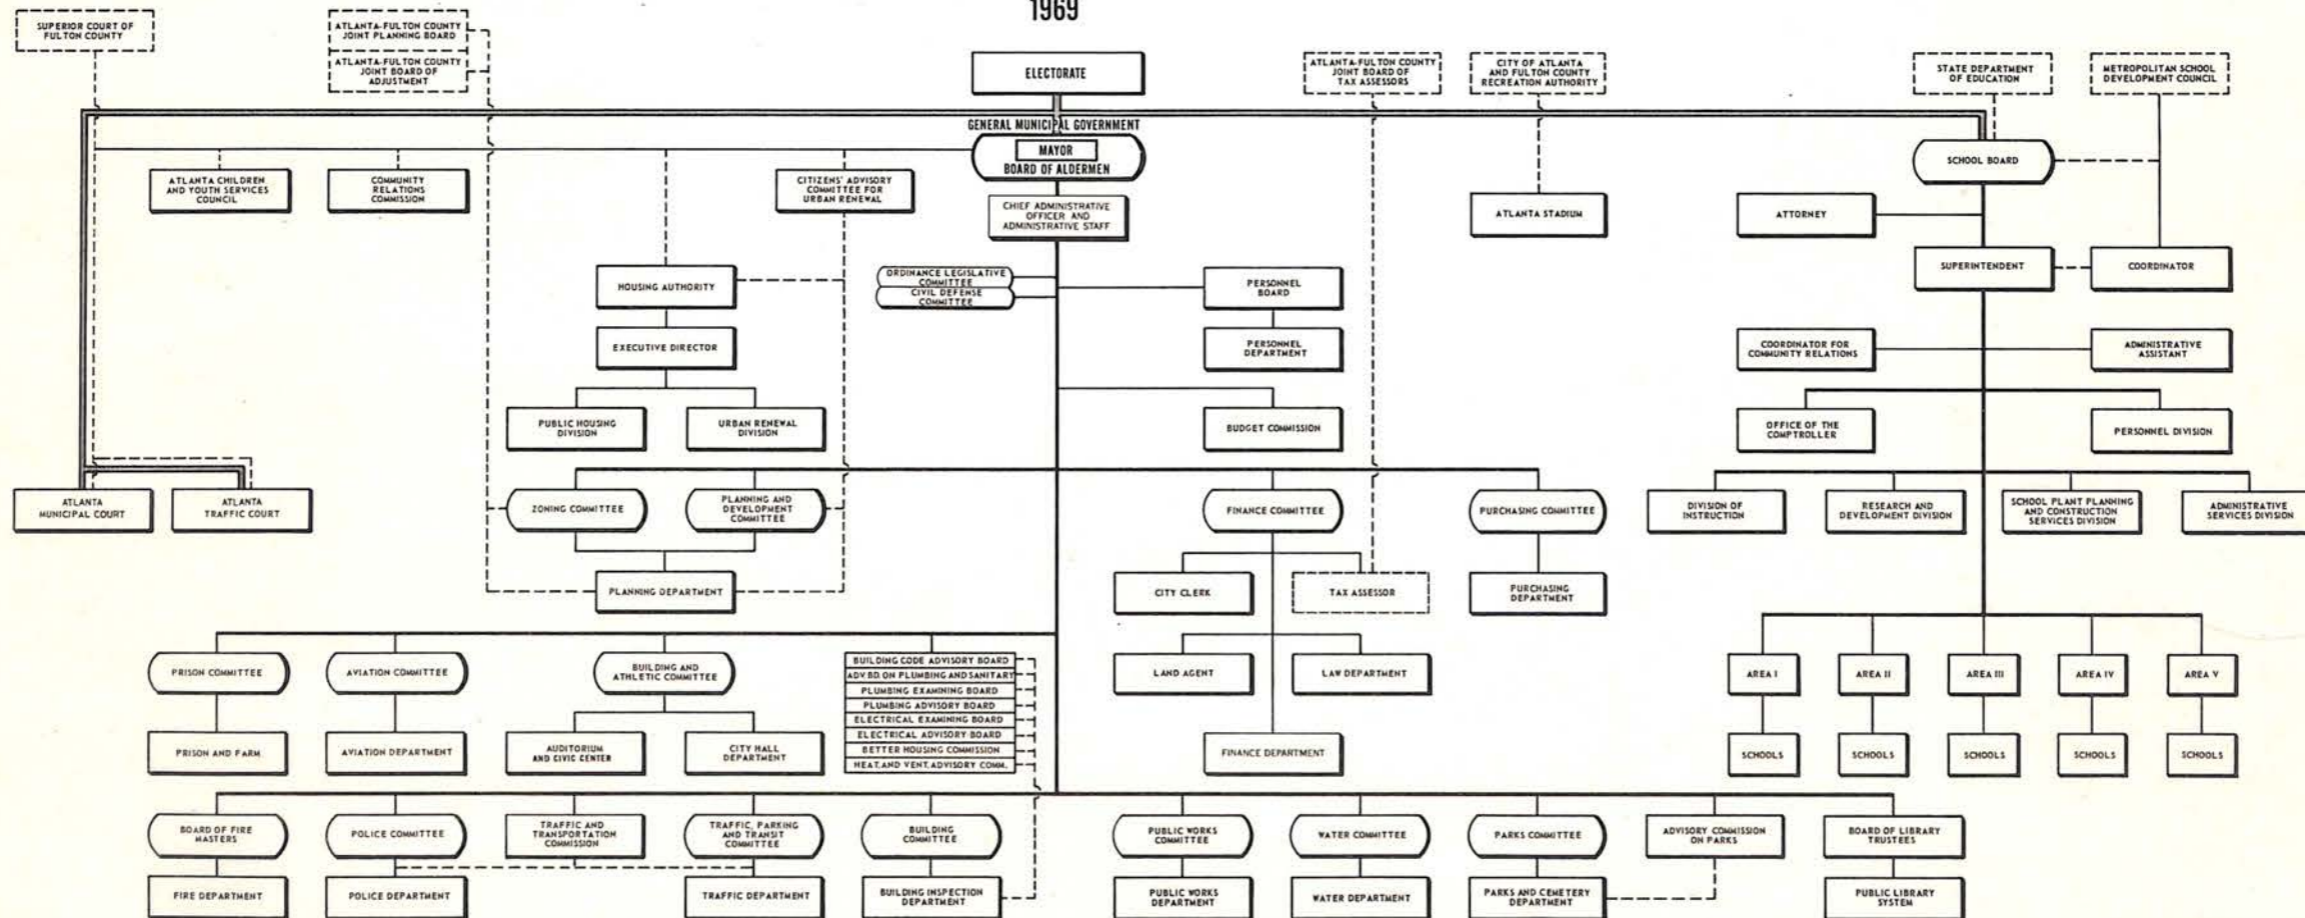 1969
SUPERIOR COURT OF
FULTON COUNTY
ATLANTA-FULTON COUNTY
JOINT PLANNING BOARD
ATLANTA-FULTON COUNTY
JOINT BOARD OF
ADJUSTMENT
ELECTORATE
ATLANTA-FULTON COUNTY
JOINT BOARD OF
TAX ASSESSORS
CITY OF ATLANTA
AND FULTON COUNTY
RECREATION AUTHORITY
STATE DEPARTMENT
OF EDUCATION
METROPOLITAN SCHOOL
DEVELOPMENT COUNCIL
GENERAL MUNICIPAL GOVERNMENT
MAYOR
BOARD OF ALDERMEN
SCHOOL BOARD
ATLANTA CHILDREN
AND YOUTH SERVICES
COUNCIL
COMMUNITY
RELATIONS
COMMISSION
CITIZENS' ADVISORY
COMMITTEE FOR
URBAN RENEWAL
CHIEF ADMINISTRATIVE
OFFICER AND
ADMINISTRATIVE STAFF
ATLANTA STADIUM
ATTORNEY
HOUSING AUTHORITY
ORDINANCE LEGISLATIVE
COMMITTEE
CIVIL DEFENSE
COMMITTEE
PERSONNEL
BOARD
SUPERINTENDENT
COORDINATOR
EXECUTIVE DIRECTOR
PERSONNEL
DEPARTMENT
COORDINATOR FOR
COMMUNITY RELATIONS
ADMINISTRATIVE
ASSISTANT
PUBLIC HOUSING
DIVISION
URBAN RENEWAL
DIVISION
BUDGET COMMISSION
OFFICE OF THE
COMPTROLLER
PERSONNEL DIVISION
ATLANTA
MUNICIPAL COURT
ATLANTA
TRAFFIC COURT
ZONING COMMITTEE
PLANNING AND
DEVELOPMENT
COMMITTEE
FINANCE COMMITTEE
PURCHASING COMMITTEE
DIVISION OF
INSTRUCTION
RESEARCH AND
DEVELOPMENT DIVISION
SCHOOL PLANT PLANNING
AND CONSTRUCTION
SERVICES DIVISION
ADMINISTRATIVE
SERVICES DIVISION
PLANNING DEPARTMENT
CITY CLERK
TAX ASSESSOR
PURCHASING
DEPARTMENT
PRISON COMMITTEE
AVIATION COMMITTEE
BUILDING AND
ATHLETIC COMMITTEE
BUILDING CODE ADVISORY BOARD
ADV. BD. ON PLUMBING AND SANITARY
PLUMBING EXAMINING BOARD
PLUMBING ADVISORY BOARD
ELECTRICAL EXAMINING BOARD
ELECTRICAL ADVISORY BOARD
BETTER HOUSING COMMISSION
HEAT. AND VENT. ADVISORY COMM.
LAND AGENT
LAW DEPARTMENT
AREA I
AREA II
AREA III
AREA IV
AREA V
PRISON AND FARM
AVIATION DEPARTMENT
AUDITORIUM
AND CIVIC CENTER
CITY HALL
DEPARTMENT
FINANCE DEPARTMENT
SCHOOLS
SCHOOLS
SCHOOLS
SCHOOLS
SCHOOLS
BOARD OF FIRE
MASTERS
POLICE COMMITTEE
TRAFFIC AND
TRANSPORTATION
COMMISSION
TRAFFIC, PARKING
AND TRANSIT
COMMITTEE
BUILDING
COMMITTEE
PUBLIC WORKS
COMMITTEE
WATER COMMITTEE
PARKS COMMITTEE
ADVISORY COMMISSION
ON PARKS
BOARD OF LIBRARY
TRUSTEES
FIRE DEPARTMENT
POLICE DEPARTMENT
TRAFFIC DEPARTMENT
BUILDING INSPECTION
DEPARTMENT
PUBLIC WORKS
DEPARTMENT
WATER DEPARTMENT
PARKS AND CEMETERY
DEPARTMENT
PUBLIC LIBRARY
SYSTEM